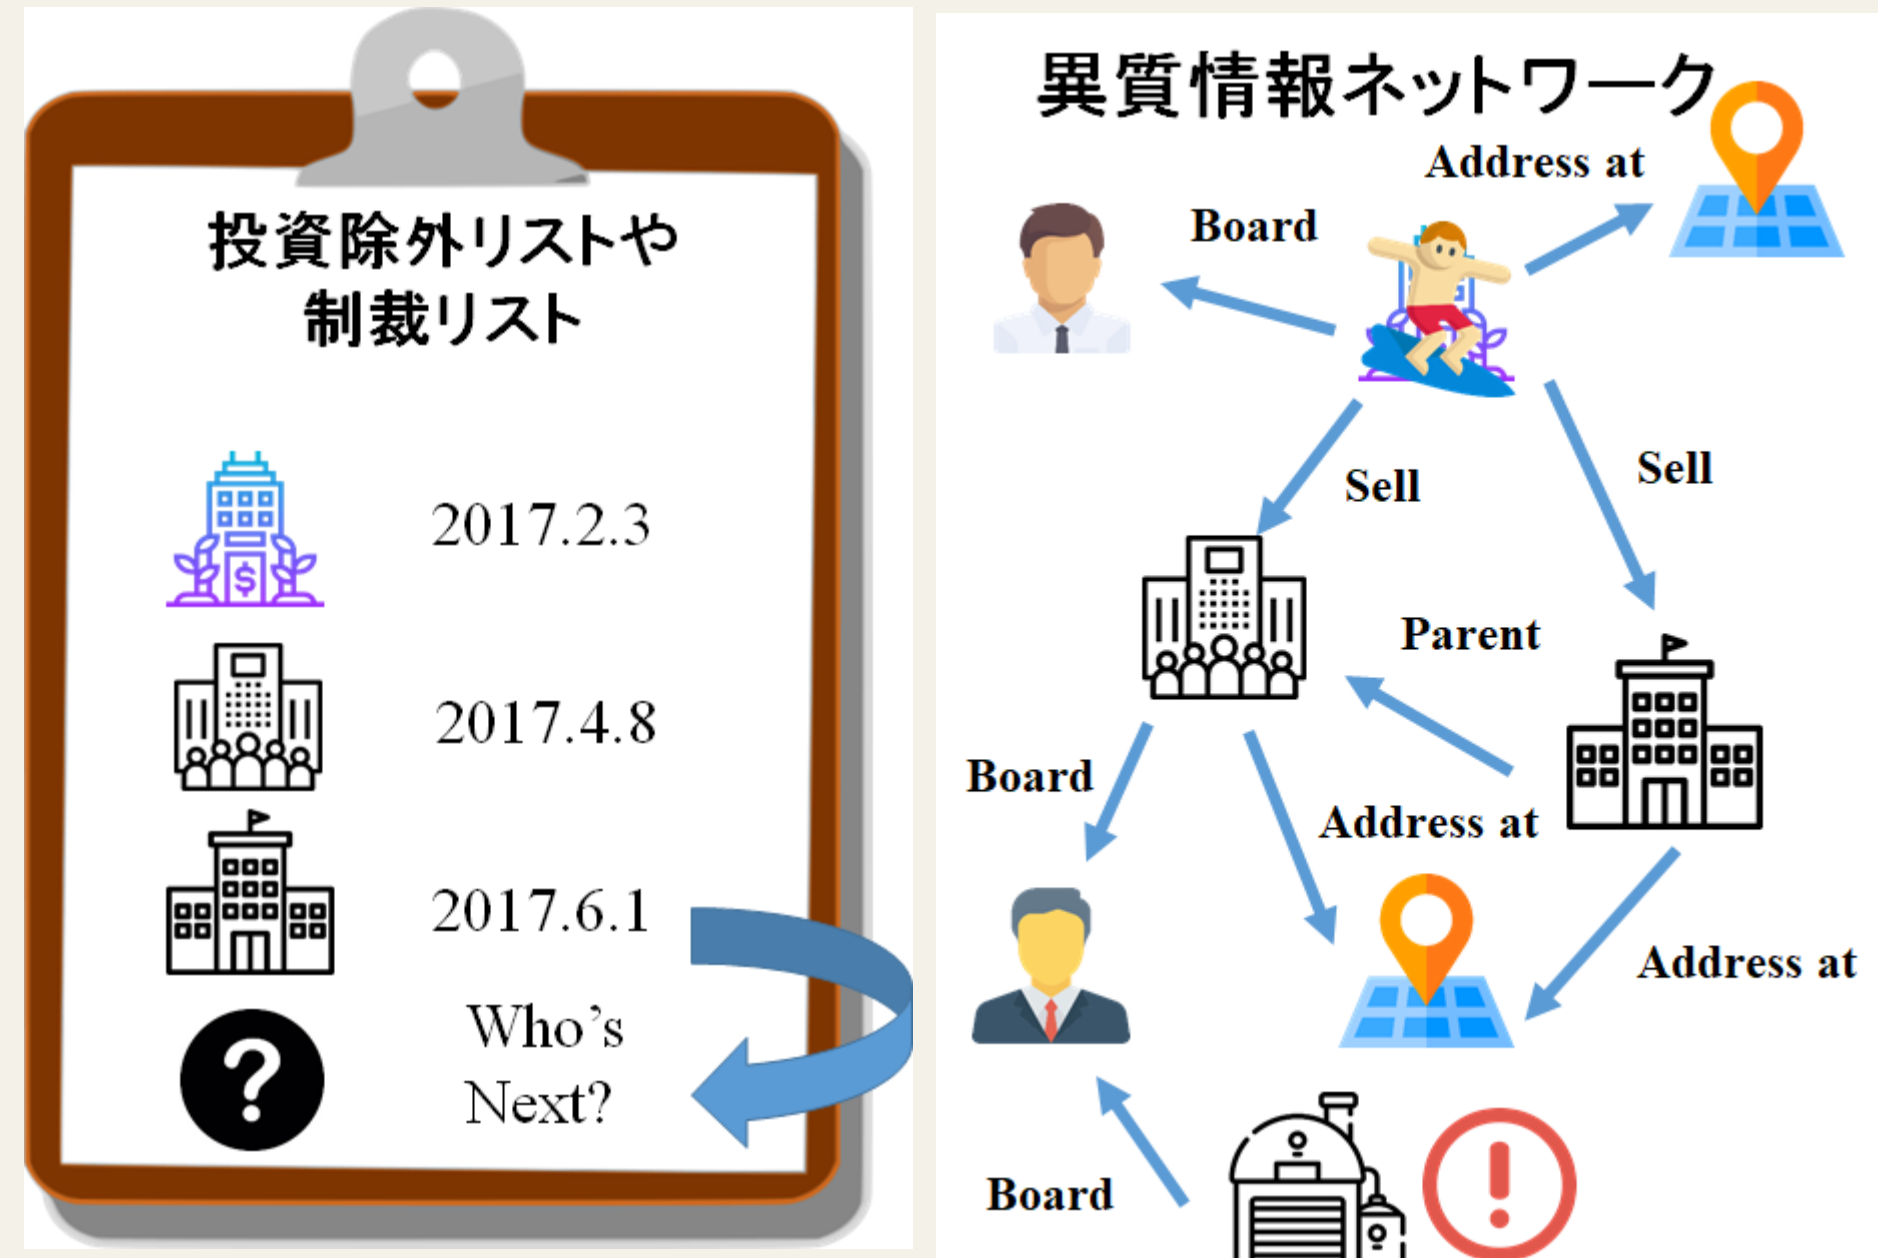 投資除外リストや
制裁リスト
2017.2.3
2017.4.8
2017.6.1
Who's
Next?
異質情報ネットワーク
Address at
Board
Sell
Sell
Parent
Board
Address at
Address at
Board